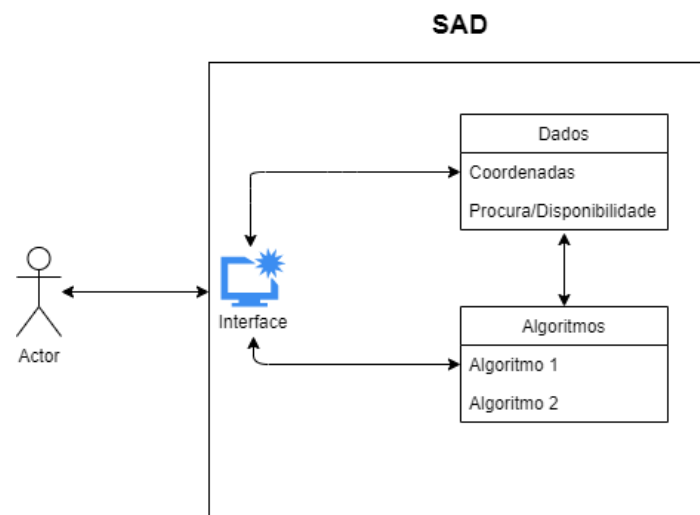 SAD
Dados
Coordenadas
Procura/Disponibilidade
Interface
Actor
Algoritmos
Algoritmo 1
Algoritmo 2